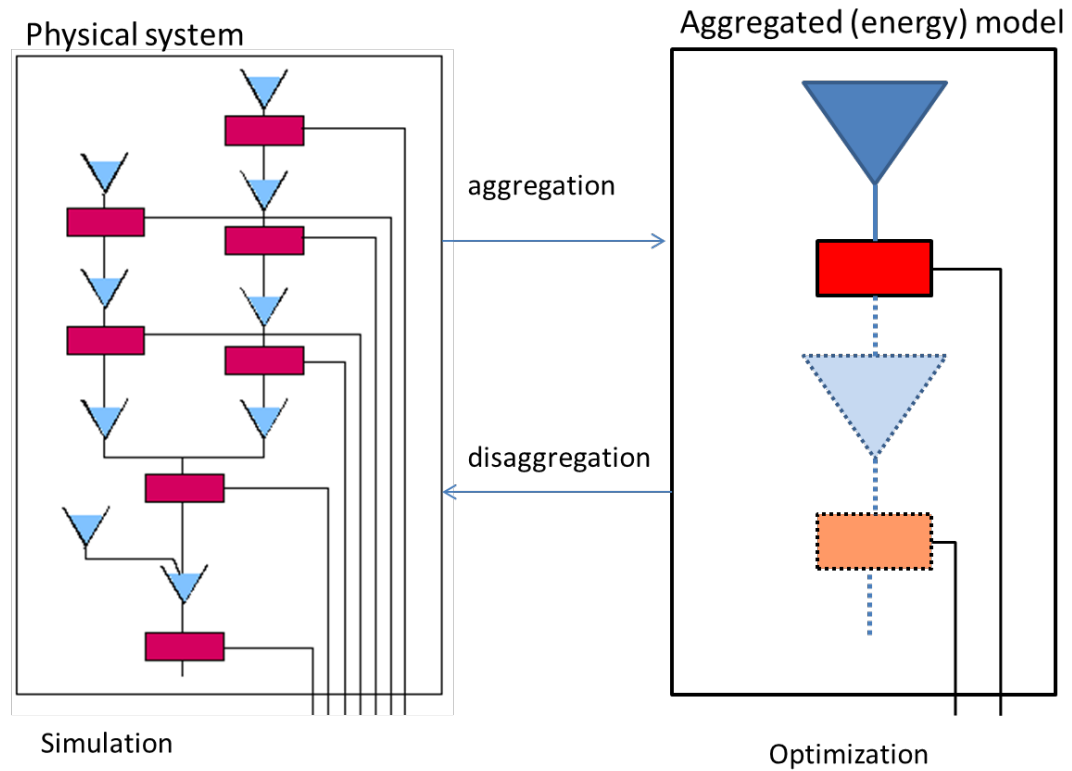 Physical system
Aggregated (energy) model
aggregation
disaggregation
Simulation
Optimization